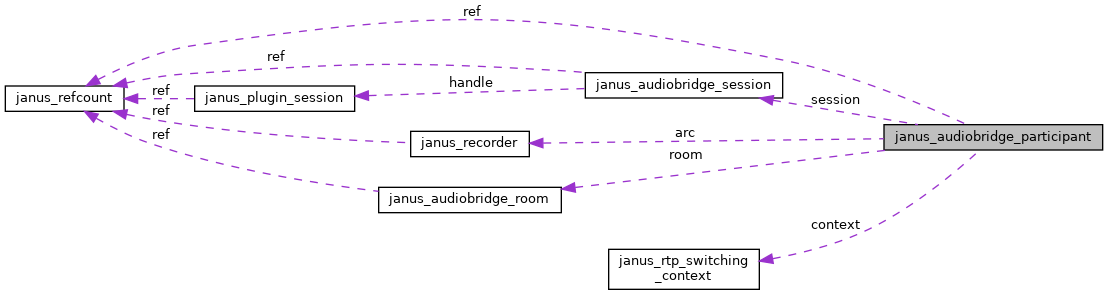 ref
ref
janus_audiobridge_session
handle
ref
janus_refcount
janus_plugin_session
session
ref
arc
janus_audiobridge_participant
ref
janus_recorder
room
janus_audiobridge_room
context
janus_rtp_switching
_context